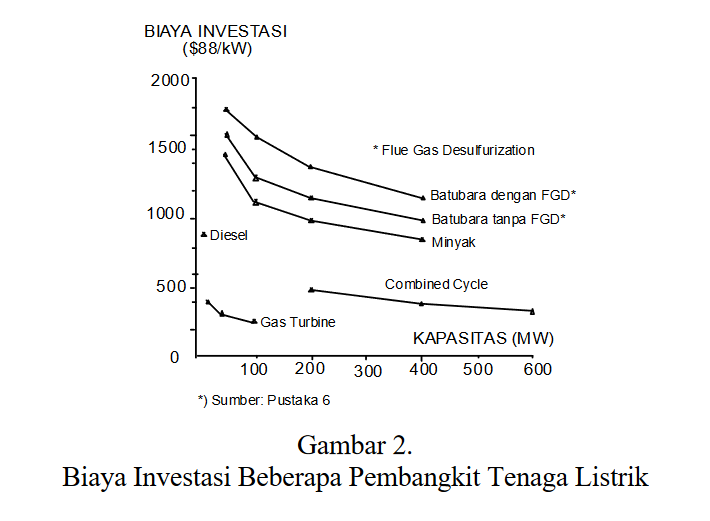 BIAYA INVESTASI
($88/kW)
2000
1500
1000
500
0
* Flue Gas Desulfurization
Batubara dengan FGD*
Batubara tanpa FGD*
Minyak
Diesel
Combined Cycle
Gas Turbine
KAPASITAS (MW)
100 200 300 400 500 600
*) Sumber: Pustaka 6
Gambar 2.
Biaya Investasi Beberapa Pembangkit Tenaga Listrik